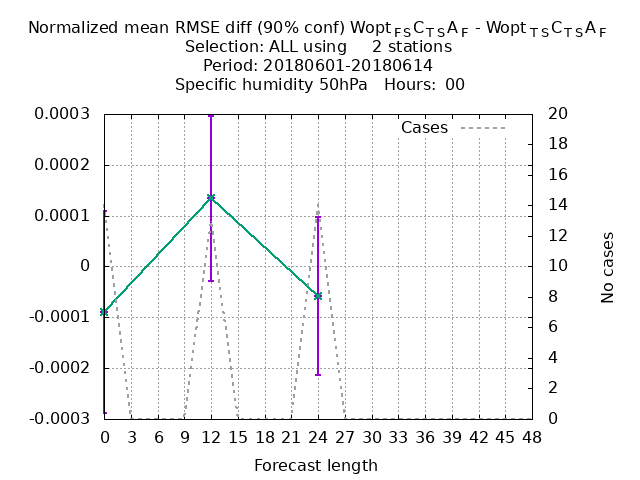 Normalized mean RMSE diff (90% conf) Wopt FS C TS A F - Wopt TS C TS A F
Selection: ALL using 2 stations
Period: 20180601-20180614
Specific humidity 50hPa Hours: 00
Cases
0.0003
0.0002
0.0001
0
-0.0001
-0.0002
-0.0003
20
18
16
14
12
10
8
6
4
2
0
No cases
0 3 6 9 12 15 18 21 24 27 30 33 36 39 42 45 48
Forecast length